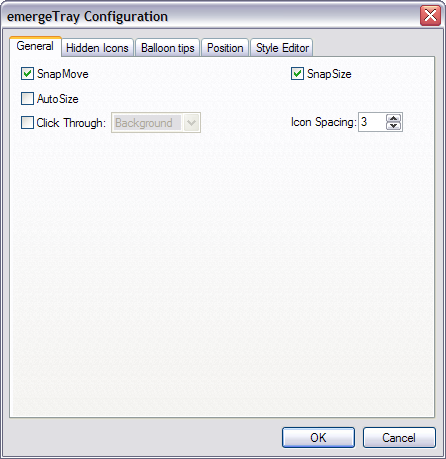 emergeTray Configuration
General Hidden Icons Balloon tips Position Style Editor
SnapMove SnapSize
AutoSize
Click Through: Background Icon Spacing: 3
OK Cancel